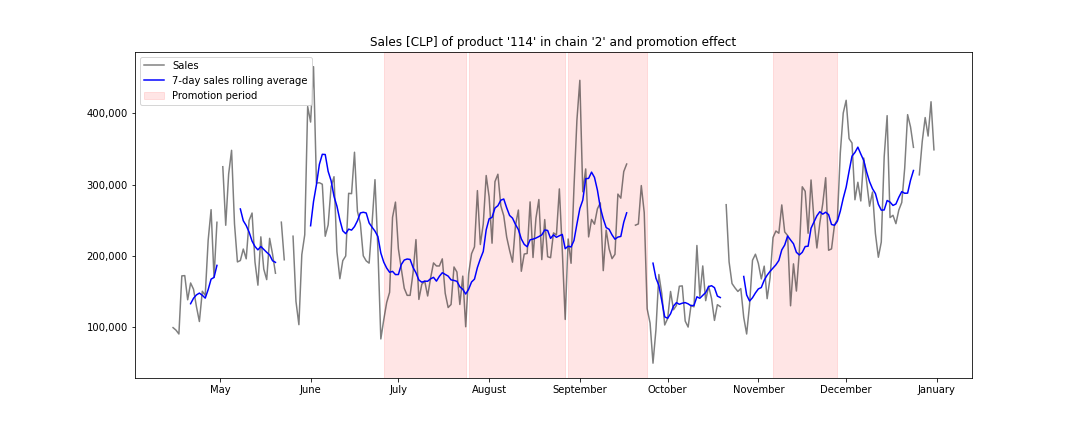 Sales [CLP] of product '114' in chain '2' and promotion effect
Sales
7-day sales rolling average
Promotion period
400,000
300,000
200,000
100,000
May June July August September October November December January